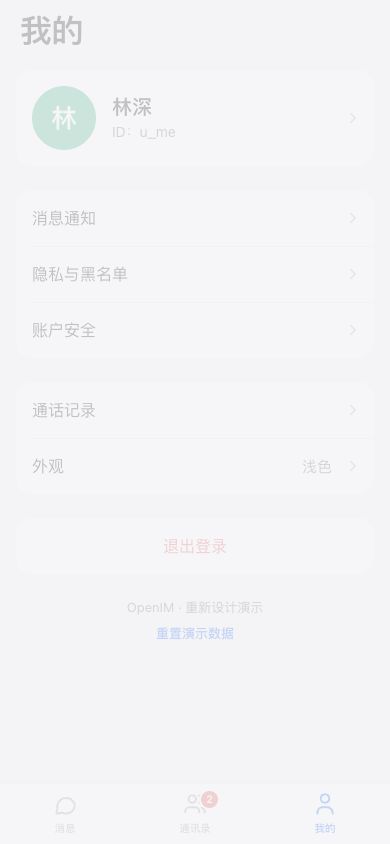 我的
林
林深
ID：u_me
消息通知
隐私与黑名单
账户安全
通话记录
外观 浅色
退出登录
OpenIM · 重新设计演示
重置演示数据
2
消息 通讯录 我的